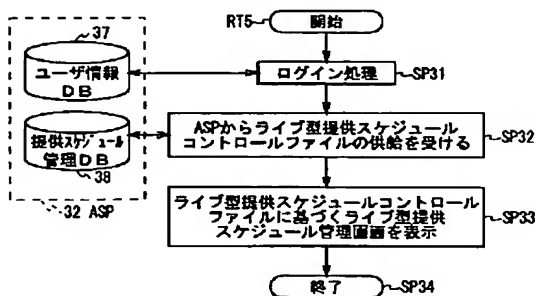 RT5
開始
37
ユーザ情報
DB
ログイン処理
SP31
提供スケジュール
管理DB
38
32 ASP
ASPからライブ型提供スケジュール
コントロールファイルの供給を受ける
SP32
ライブ型提供スケジュールコントロール
ファイルに基づくライブ型提供
スケジュール管理画面を表示
SP33
終了
SP34